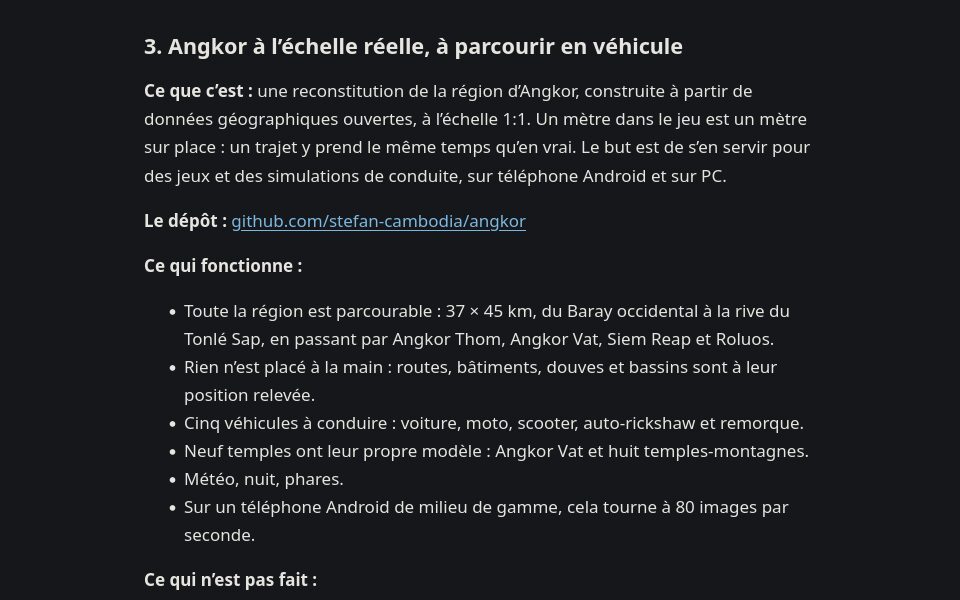 3. Angkor à l’échelle réelle, à parcourir en véhicule
Ce que c’est : une reconstitution de la région d’Angkor, construite à partir de
données géographiques ouvertes, à l’échelle 1:1. Un mètre dans le jeu est un mètre
sur place : un trajet y prend le même temps qu’en vrai. Le but est de s’en servir pour
des jeux et des simulations de conduite, sur téléphone Android et sur PC.
Le dépôt : github.com/stefan-cambodia/angkor
Ce qui fonctionne :
• Toute la région est parcourable : 37 × 45 km, du Baray occidental à la rive du
Tonlé Sap, en passant par Angkor Thom, Angkor Vat, Siem Reap et Roluos.
• Rien n’est placé à la main : routes, bâtiments, douves et bassins sont à leur
position relevée.
• Cinq véhicules à conduire : voiture, moto, scooter, auto-rickshaw et remorque.
• Neuf temples ont leur propre modèle : Angkor Vat et huit temples-montagnes.
• Météo, nuit, phares.
• Sur un téléphone Android de milieu de gamme, cela tourne à 80 images par
seconde.
Ce qui n’est pas fait :